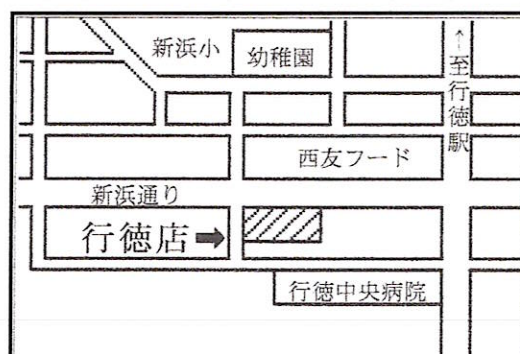 新浜小
幼稚園
↑至行徳駅
西友フード
新浜通り
行徳店➡
行徳中央病院